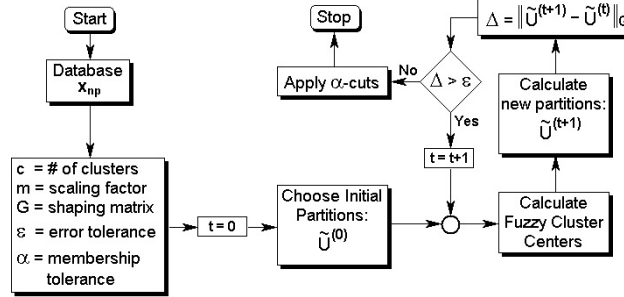 Start
Database
x_np
c = # of clusters
m = scaling factor
G = shaping matrix
ε = error tolerance
α = membership
tolerance
t = 0
Choose Initial
Partitions:
Ũ^(0)
Calculate
Fuzzy Cluster
Centers
Calculate
new partitions:
Ũ^(t+1)
Δ = ‖Ũ^(t+1) − Ũ^(t)‖_G
Δ > ε
Yes
t = t+1
No
Apply α-cuts
Stop